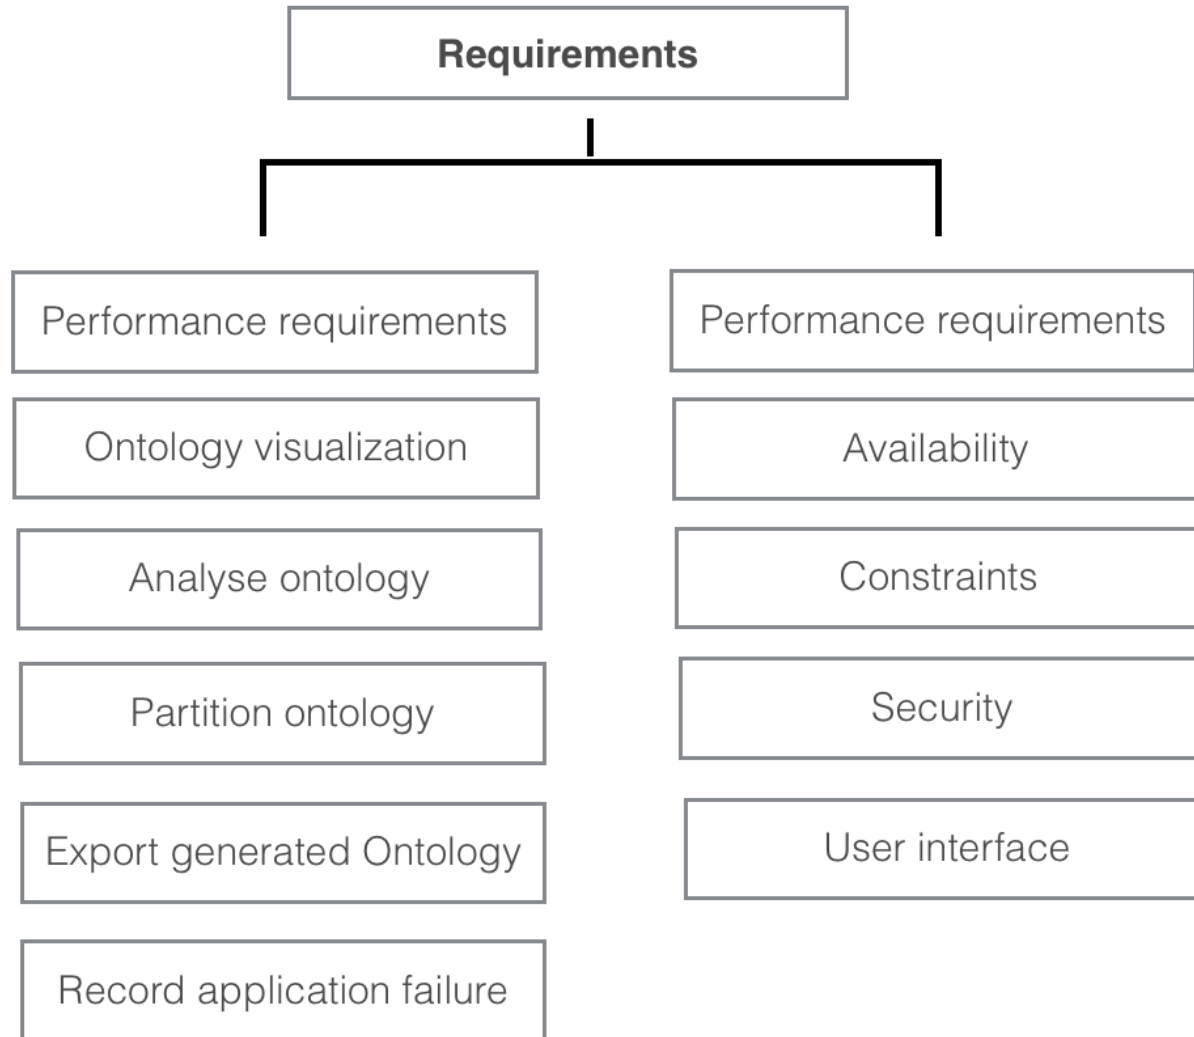 Requirements
Performance requirements
Ontology visualization
Analyse ontology
Partition ontology
Export generated Ontology
Record application failure
Performance requirements
Availability
Constraints
Security
User interface